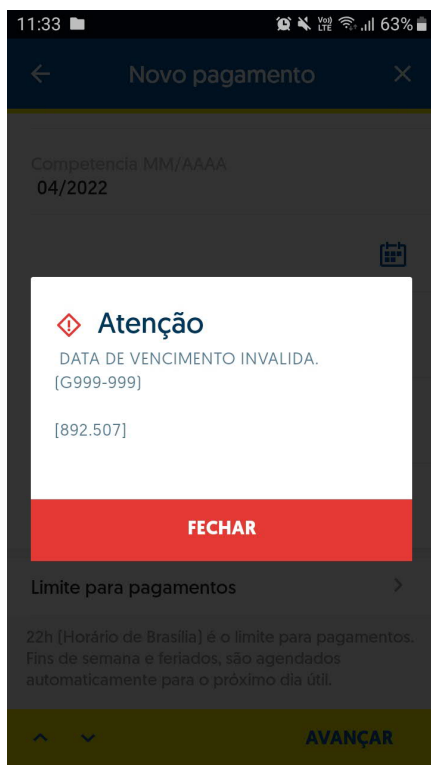 11:33 Vo)) LTE 63%
Novo pagamento
Competencia MM/AAAA
04/2022
Atenção
DATA DE VENCIMENTO INVALIDA.
(G999-999)
[892.507]
FECHAR
Limite para pagamentos
22h (Horário de Brasília) é o limite para pagamentos.
Fins de semana e feriados, são agendados
automaticamente para o próximo dia útil.
AVANÇAR